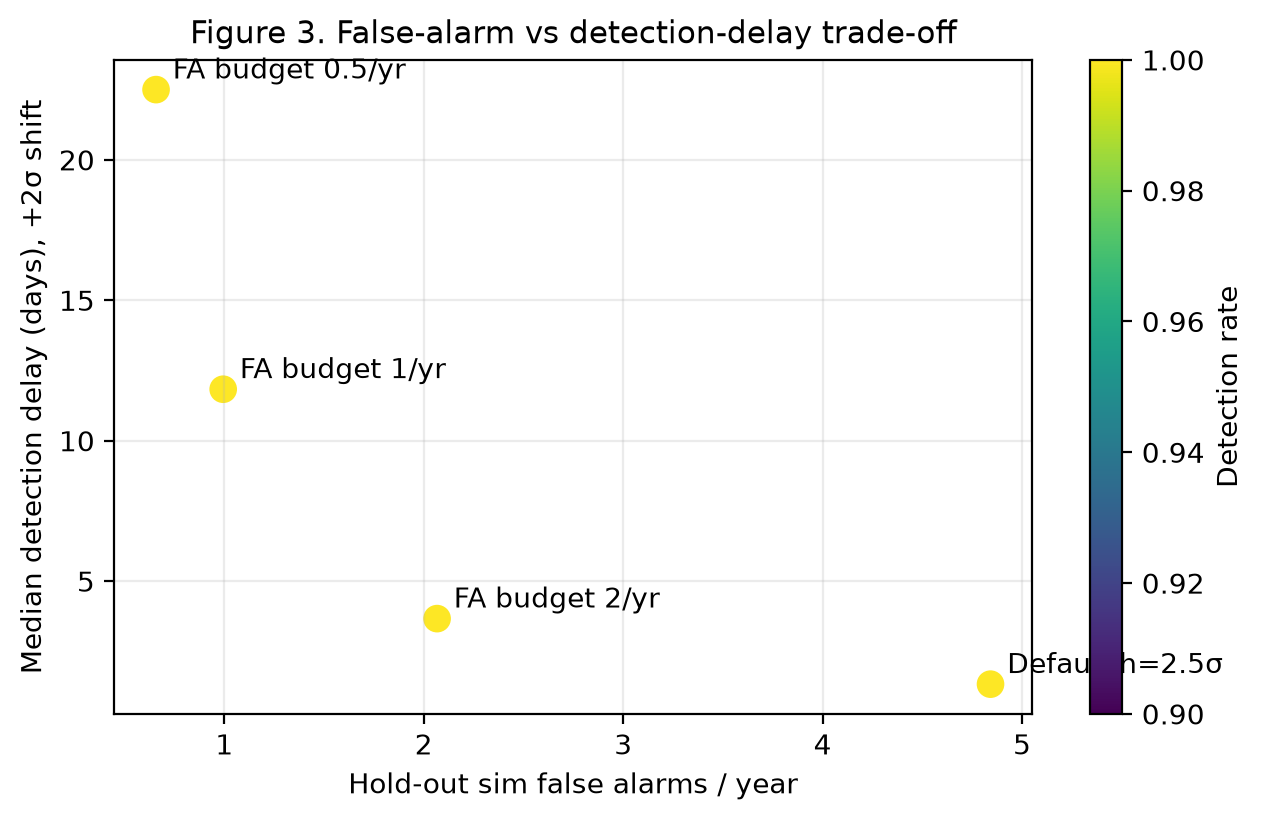 Figure 3. False-alarm vs detection-delay trade-off
FA budget 0.5/yr
FA budget 1/yr
FA budget 2/yr
Defau h=2.5σ
Median detection delay (days), +2σ shift
20
15
10
5
1
2
3
4
5
Hold-out sim false alarms / year
1.00
0.98
0.96
0.94
0.92
0.90
Detection rate